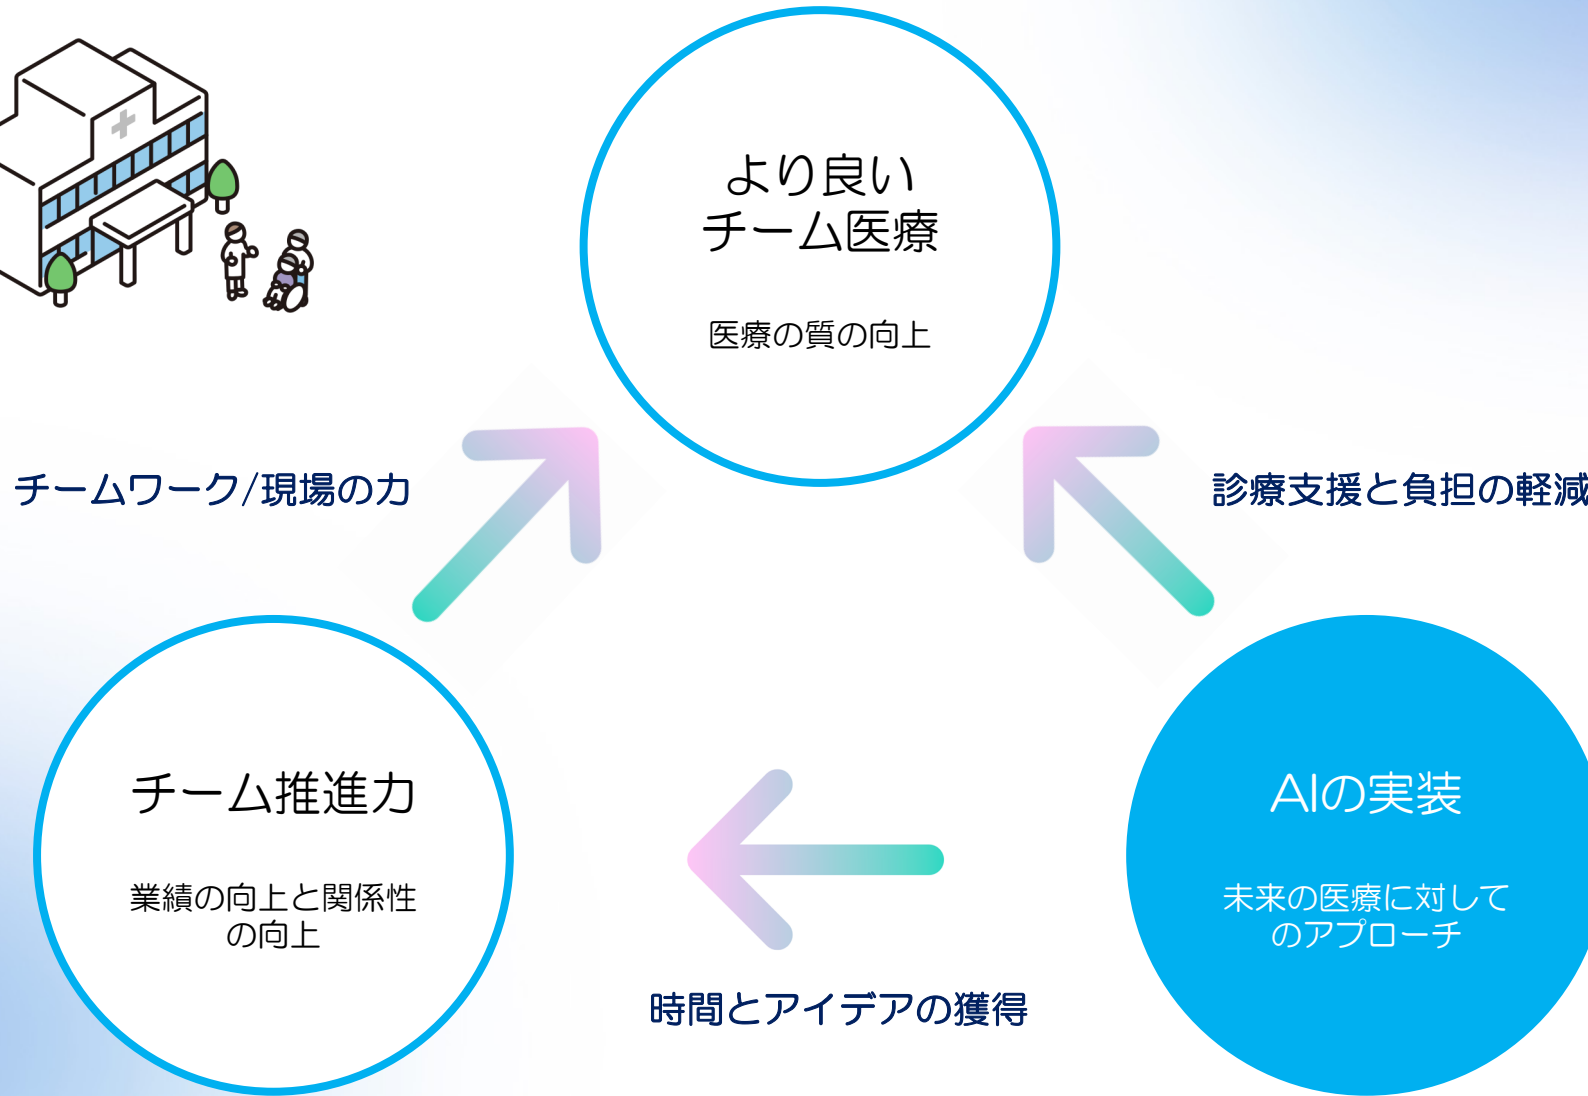 より良い
チーム医療
医療の質の向上
チームワーク/現場の力
診療支援と負担の軽減
チーム推進力
業績の向上と関係性
の向上
AIの実装
未来の医療に対して
のアプローチ
時間とアイデアの獲得